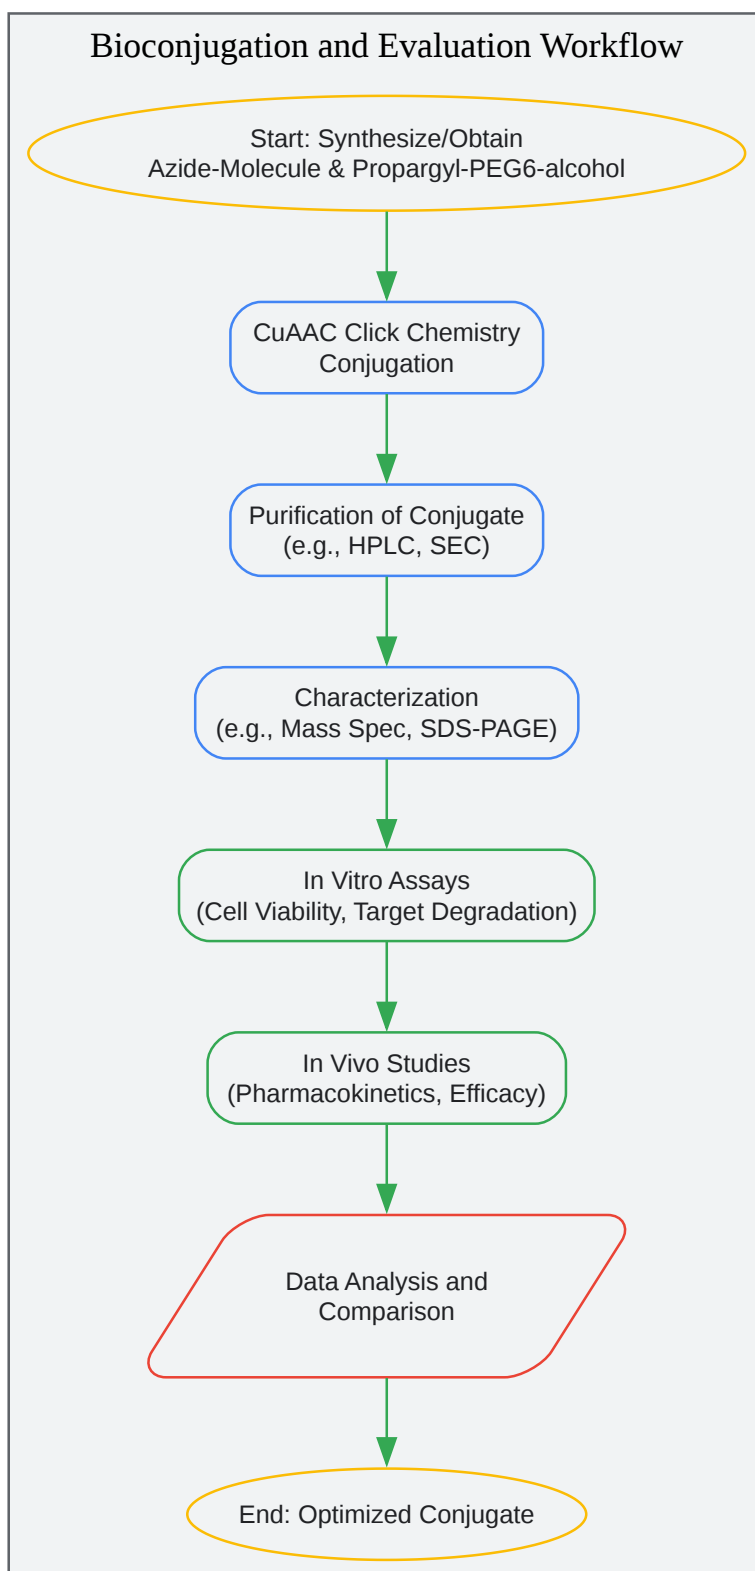 Bioconjugation and Evaluation Workflow
Start: Synthesize/Obtain
Azide-Molecule & Propargyl-PEG6-alcohol
CuAAC Click Chemistry
Conjugation
Purification of Conjugate
(e.g., HPLC, SEC)
Characterization
(e.g., Mass Spec, SDS-PAGE)
In Vitro Assays
(Cell Viability, Target Degradation)
In Vivo Studies
(Pharmacokinetics, Efficacy)
Data Analysis and
Comparison
End: Optimized Conjugate